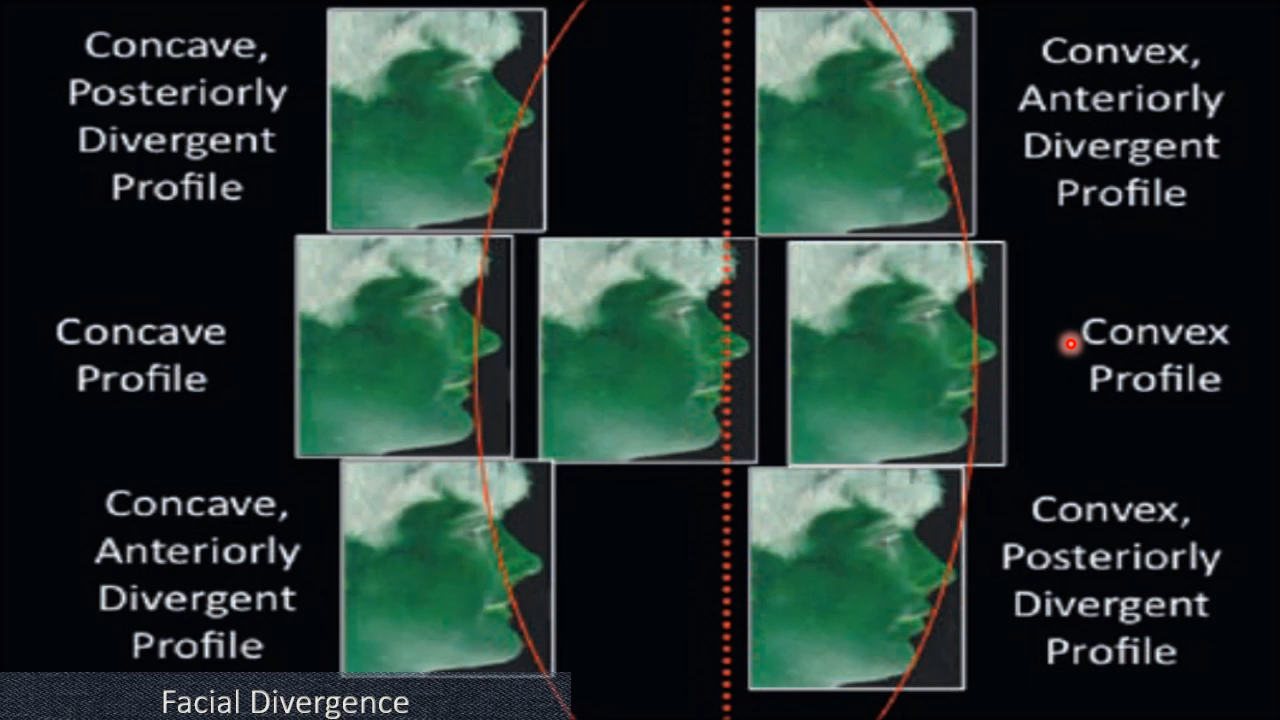 Concave,
Posteriorly
Divergent
Profile
Convex,
Anteriorly
Divergent
Profile
Concave
Profile
Convex
Profile
Concave,
Anteriorly
Divergent
Profile
Convex,
Posteriorly
Divergent
Profile
Facial Divergence